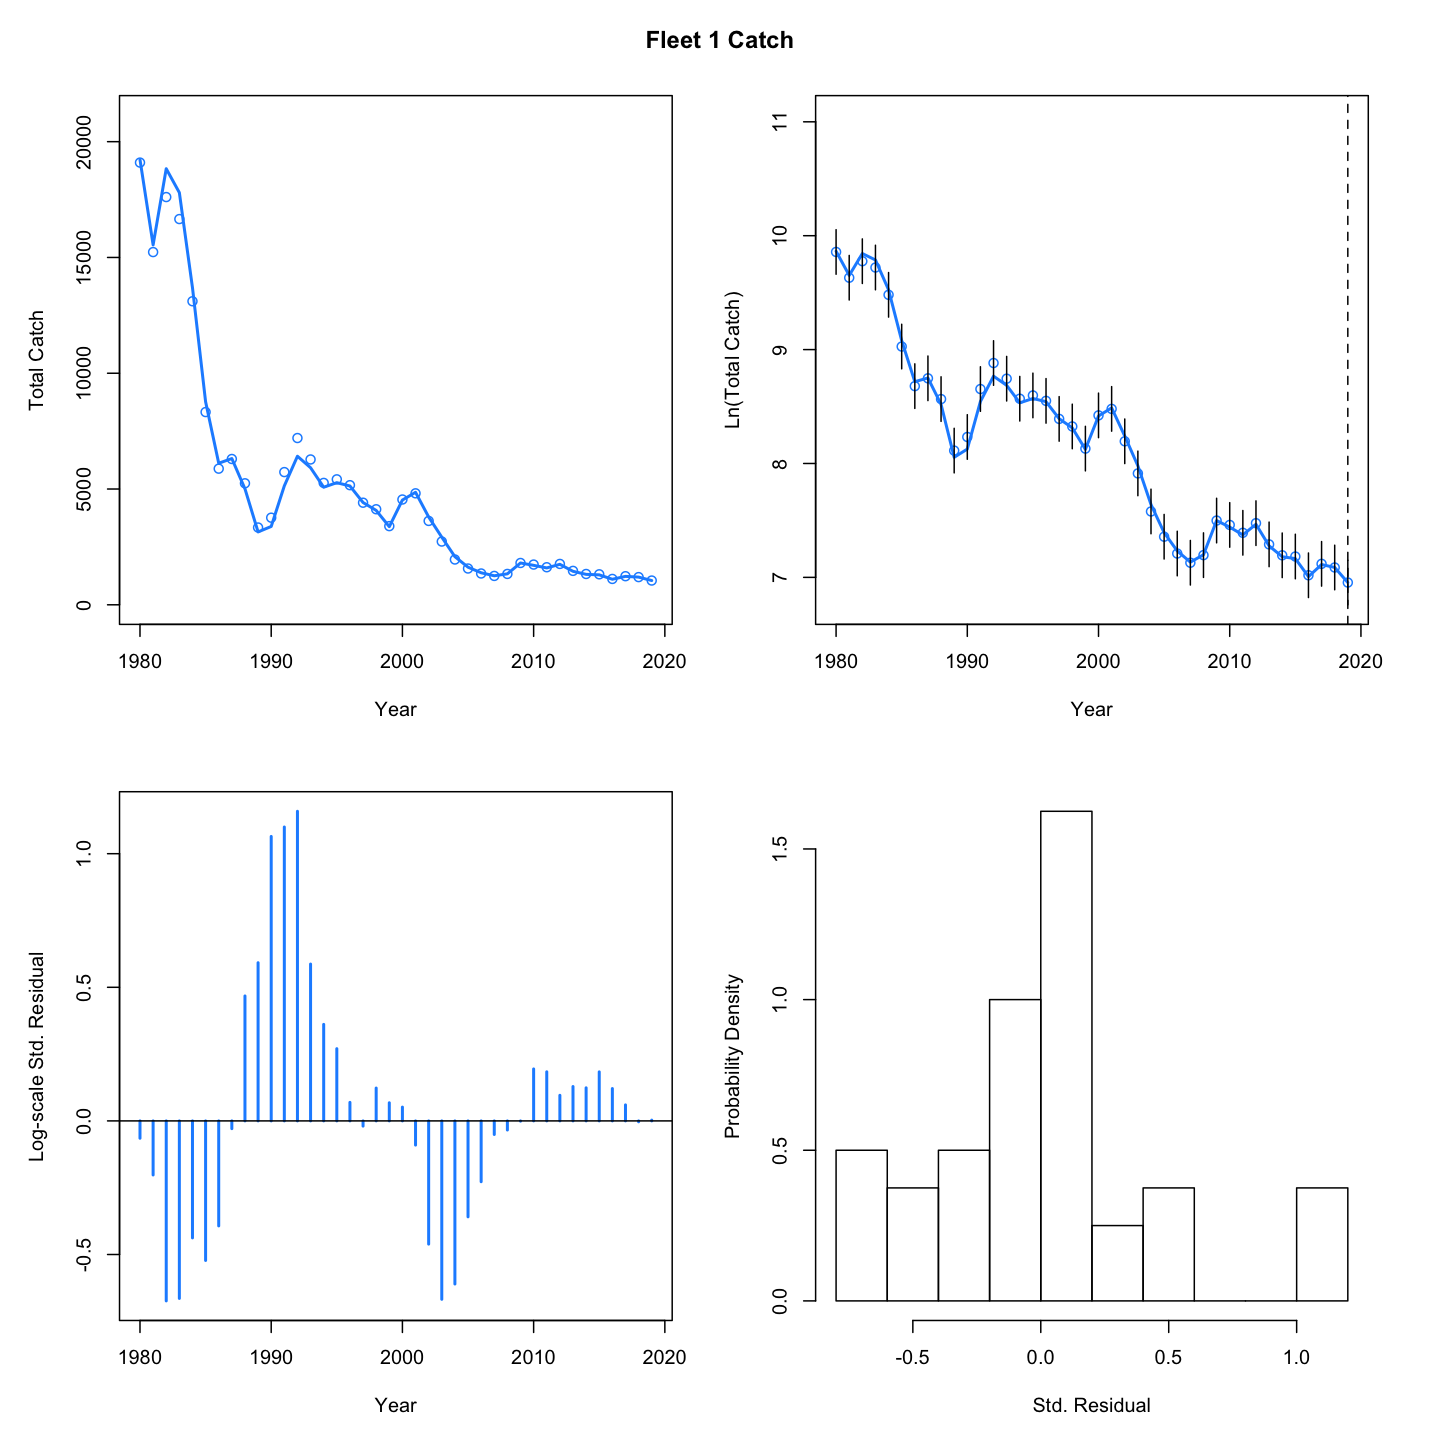 Fleet 1 Catch
Total Catch
20000
15000
10000
5000
0
1980 1990 2000 2010 2020
Year
Ln(Total Catch)
11
10
9
8
7
1980 1990 2000 2010 2020
Year
Log-scale Std. Residual
1.0
0.5
0.0
-0.5
1980 1990 2000 2010 2020
Year
Probability Density
1.5
1.0
0.5
0.0
-0.5 0.0 0.5 1.0
Std. Residual